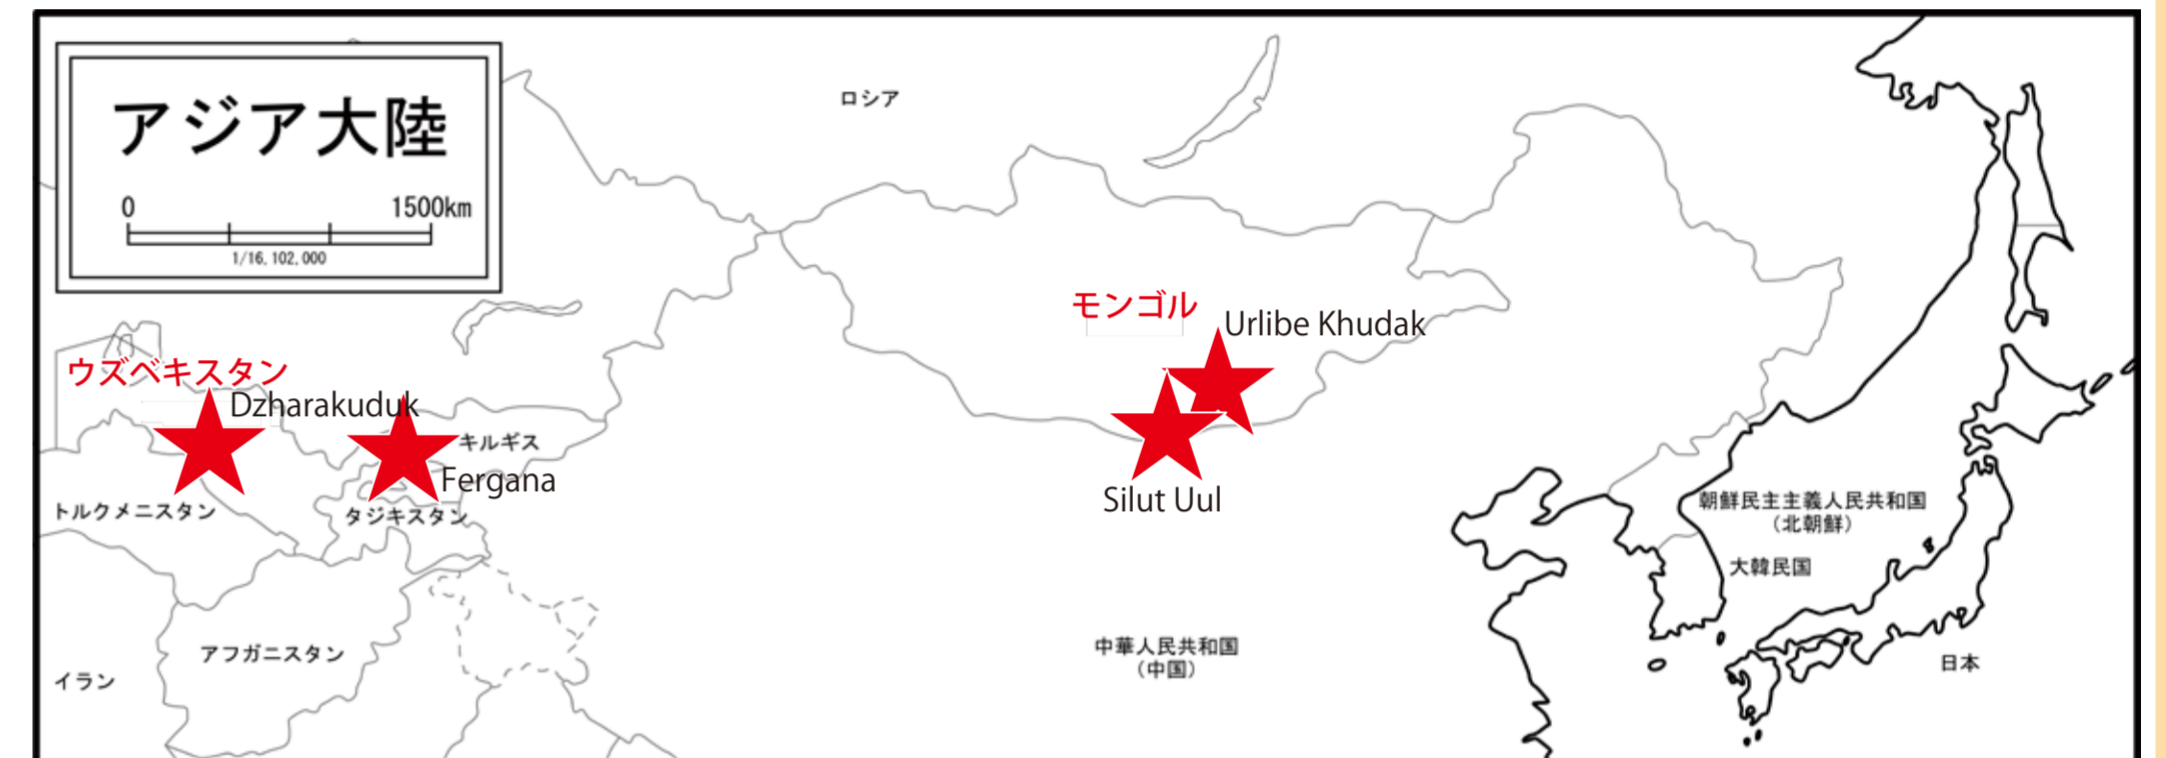 アジア大陸
0 1500km
1/16,102,000
ロシア
モンゴル
Urlibe Khudak
ウズベキスタン
Dzharakuduk
キルギス
Fergana
Silut Uul
トルクメニスタン
タジキスタン
朝鮮民主主義人民共和国
（北朝鮮）
大韓民国
アフガニスタン
中華人民共和国
（中国）
日本
イラン